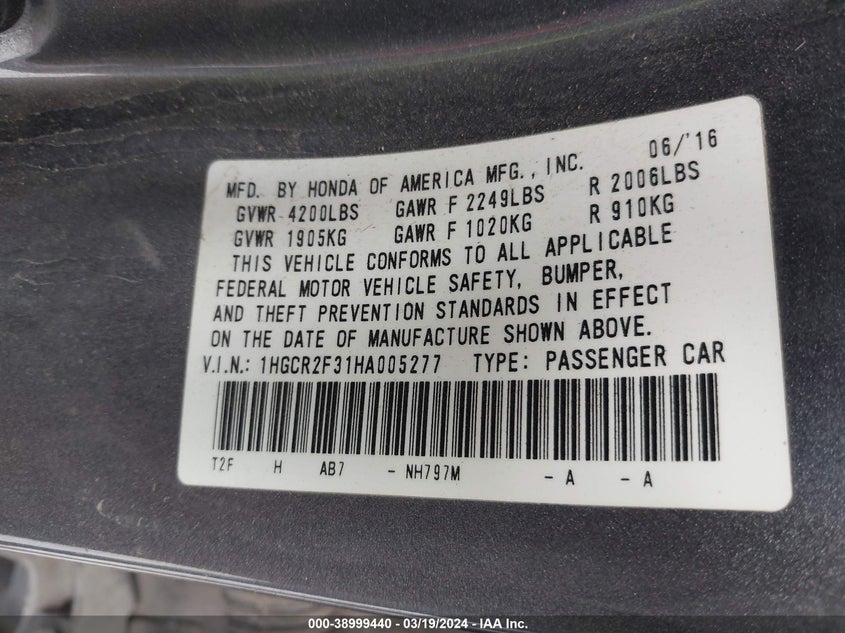 06/'16
MFD. BY HONDA OF AMERICA MFG., INC.
GVWR 4200LBS GAWR F 2249LBS R 2006LBS
GVWR 1905KG GAWR F 1020KG R 910KG
THIS VEHICLE CONFORMS TO ALL APPLICABLE
FEDERAL MOTOR VEHICLE SAFETY, BUMPER,
AND THEFT PREVENTION STANDARDS IN EFFECT
ON THE DATE OF MANUFACTURE SHOWN ABOVE.
V.I.N.: 1HGCR2F31HA005277 TYPE: PASSENGER CAR
T2F H AB7 - NH797M - A - A
000-38999440 - 03/19/2024 - IAA Inc.